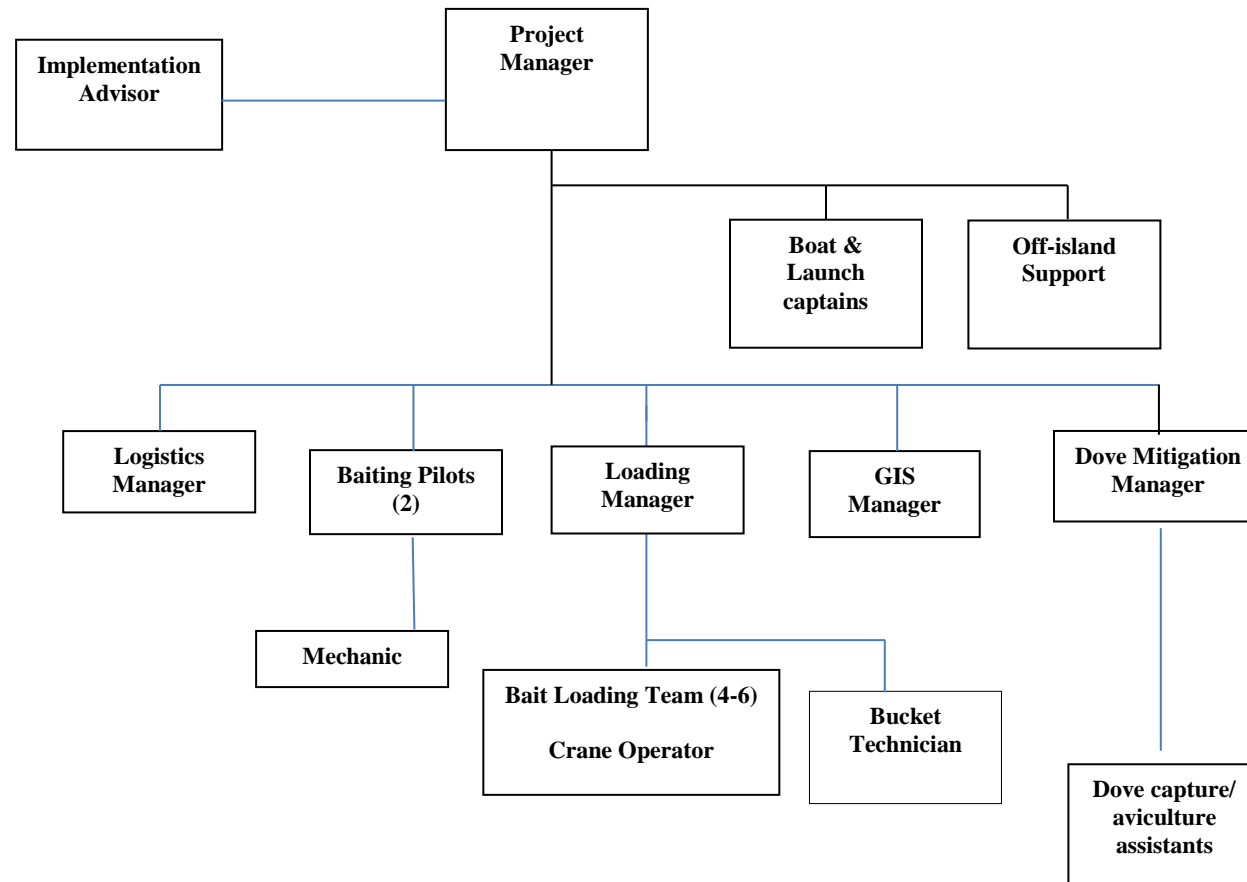 Project
Manager
Implementation
Advisor
Boat &
Launch
captains
Off-island
Support
Logistics
Manager
Baiting Pilots
(2)
Loading
Manager
GIS
Manager
Dove Mitigation
Manager
Mechanic
Bait Loading Team (4-6)
Crane Operator
Bucket
Technician
Dove capture/
aviculture
assistants